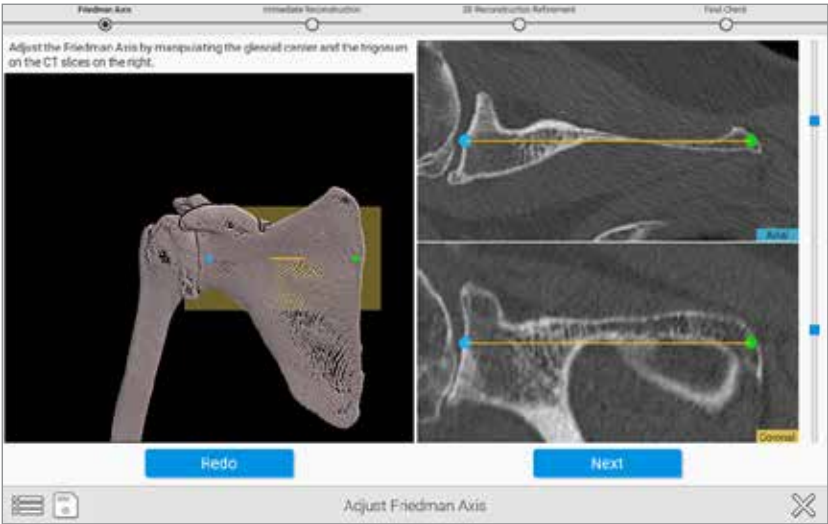 Friedman Axis
Immediate Reconstruction
3D Reconstruction Refinement
Final Check
Adjust the Friedman Axis by manipulating the glenoid center and the trigonum
on the CT slices on the right.
Axial
Coronal
Redo
Next
Adjust Friedman Axis